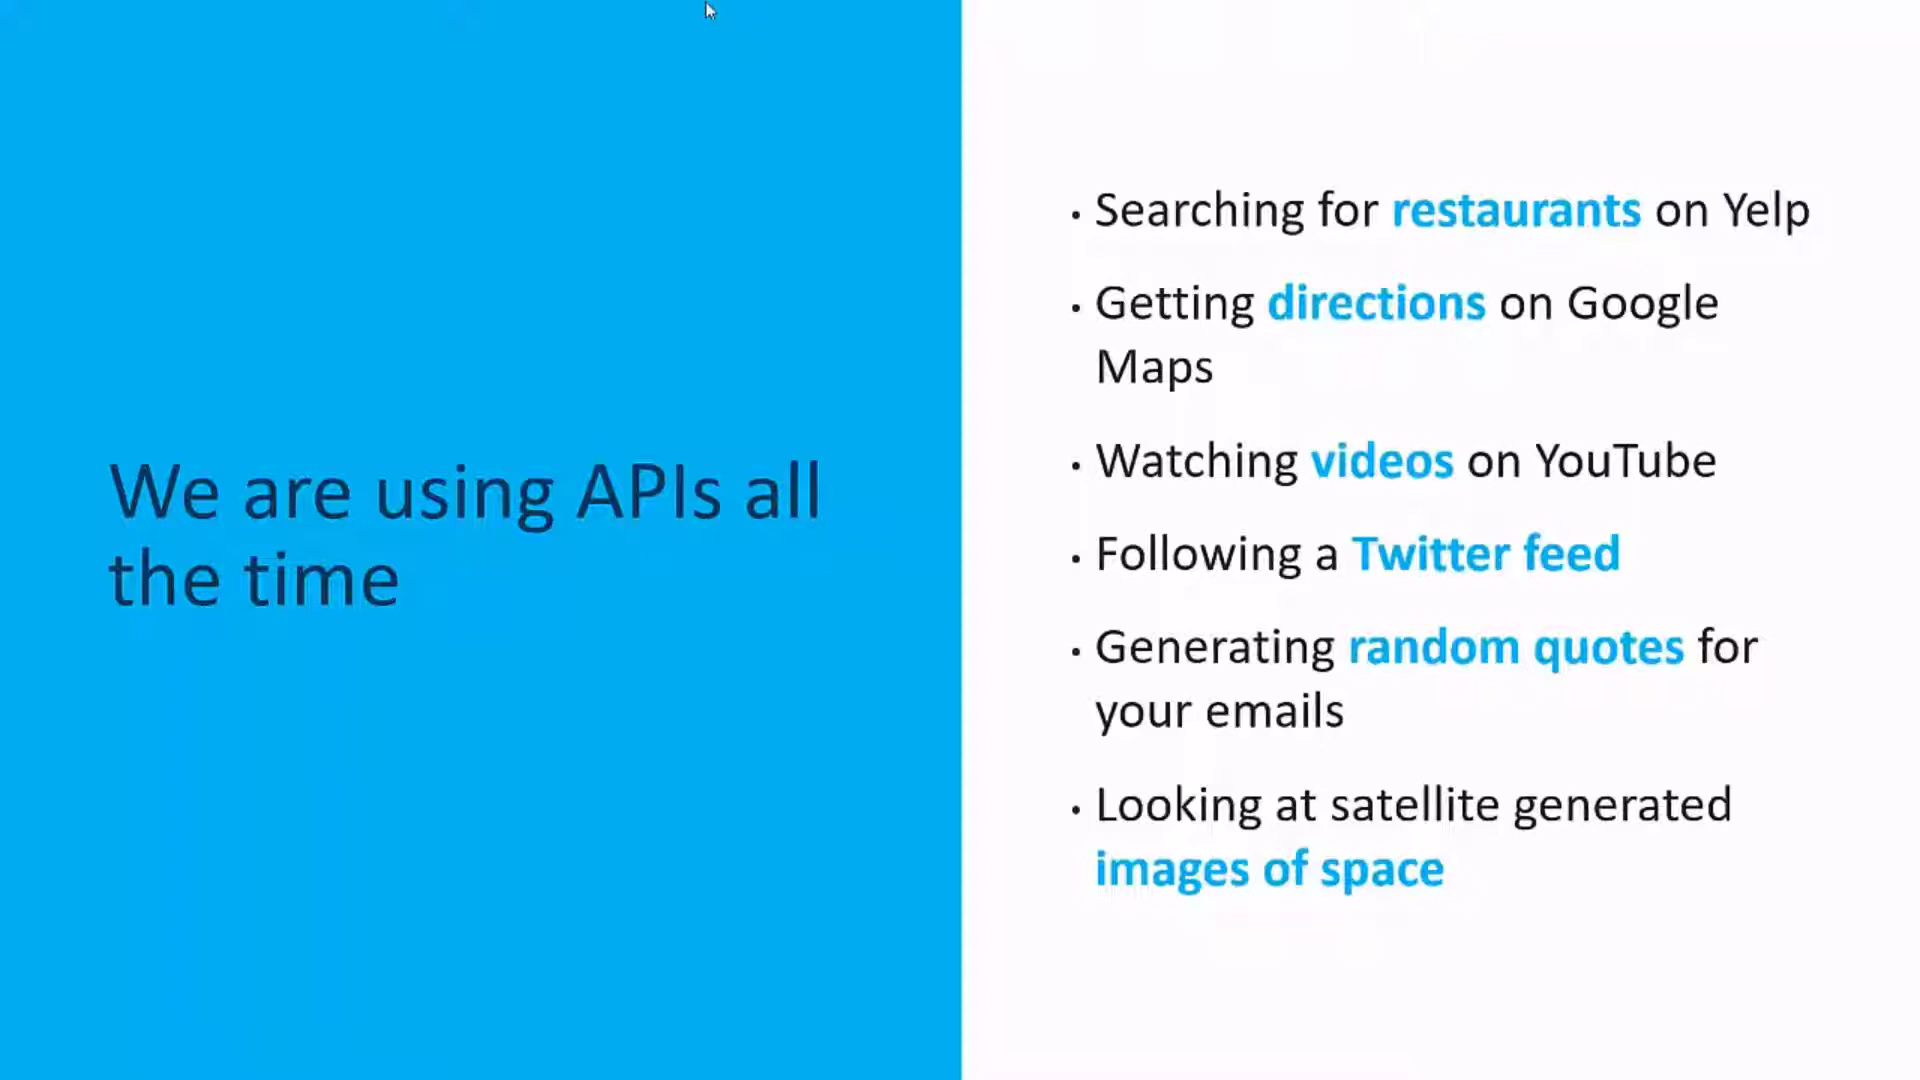 We are using APIs all
the time
• Searching for restaurants on Yelp
• Getting directions on Google
Maps
• Watching videos on YouTube
• Following a Twitter feed
• Generating random quotes for
your emails
• Looking at satellite generated
images of space